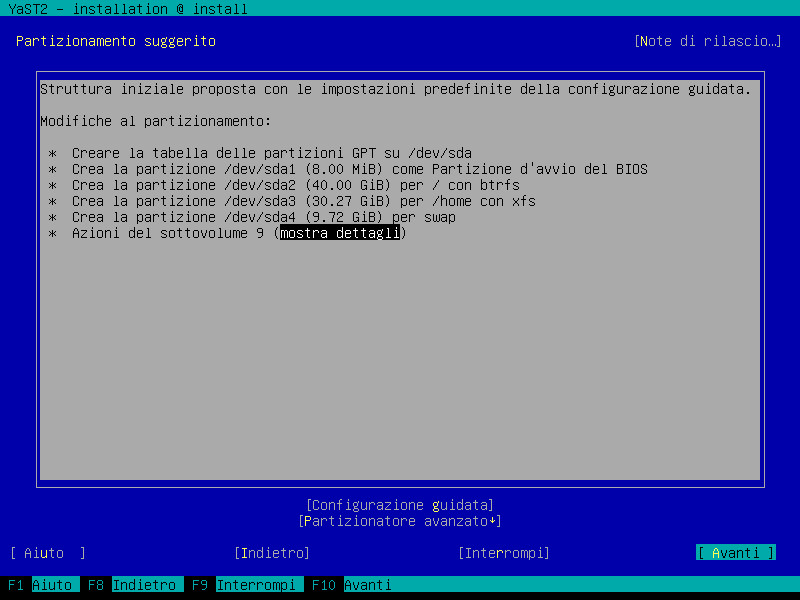 YaST2 - installation @ install
Partizionamento suggerito [Note di rilascio…]
Struttura iniziale proposta con le impostazioni predefinite della configurazione guidata.
Modifiche al partizionamento:
* Creare la tabella delle partizioni GPT su /dev/sda
* Crea la partizione /dev/sda1 (8.00 MiB) come Partizione d'avvio del BIOS
* Crea la partizione /dev/sda2 (40.00 GiB) per / con btrfs
* Crea la partizione /dev/sda3 (30.27 GiB) per /home con xfs
* Crea la partizione /dev/sda4 (9.72 GiB) per swap
* Azioni del sottovolume 9 (mostra dettagli)
[Configurazione guidata]
[Partizionatore avanzato↓]
[ Aiuto ] [Indietro] [Interrompi] [ Avanti ]
F1 Aiuto F8 Indietro F9 Interrompi F10 Avanti